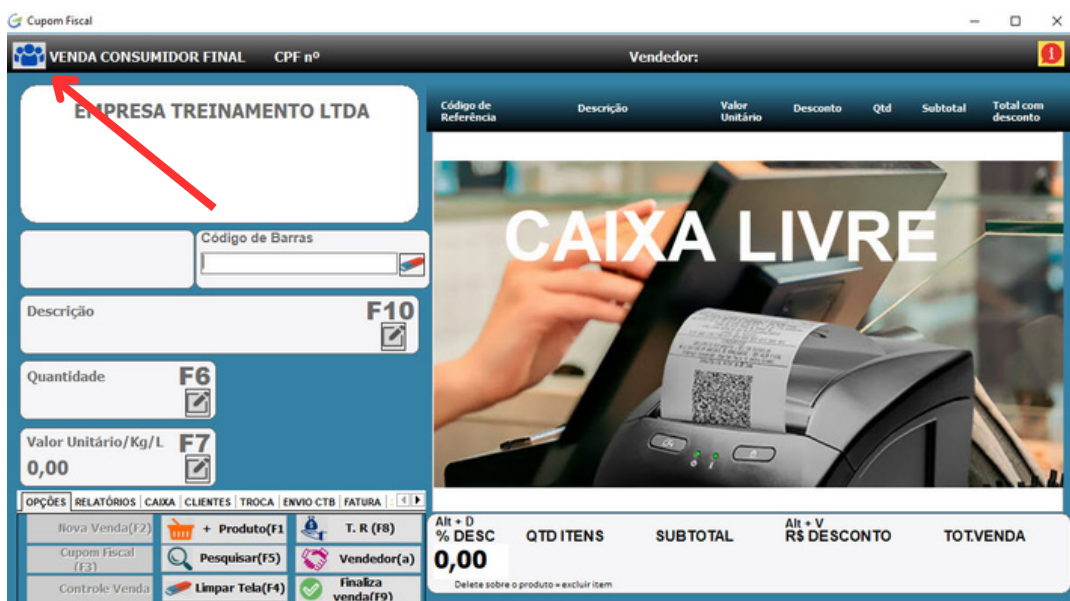 Cupom Fiscal
VENDA CONSUMIDOR FINAL CPF nº Vendedor:
EMPRESA TREINAMENTO LTDA
Código de Barras
Descrição F10
Quantidade F6
Valor Unitário/Kg/L F7
0,00
OPÇÕES RELATÓRIOS CAIXA CLIENTES TROCA ENVIO CTB FATURA
Nova Venda(F2) + Produto(F1 T. R (F8)
Cupom Fiscal
(F3)
Pesquisar(F5) Vendedor(a)
Controle Venda Limpar Tela(F4) Finaliza
venda(F9)
Código de
Referência
Descrição
Valor
Unitário
Desconto Qtd Subtotal
Total com
desconto
CAIXA LIVRE
Alt + D
% DESC QTD ITENS SUBTOTAL
Alt + V
R$ DESCONTO TOT.VENDA
0,00
Delete sobre o produto = excluir item